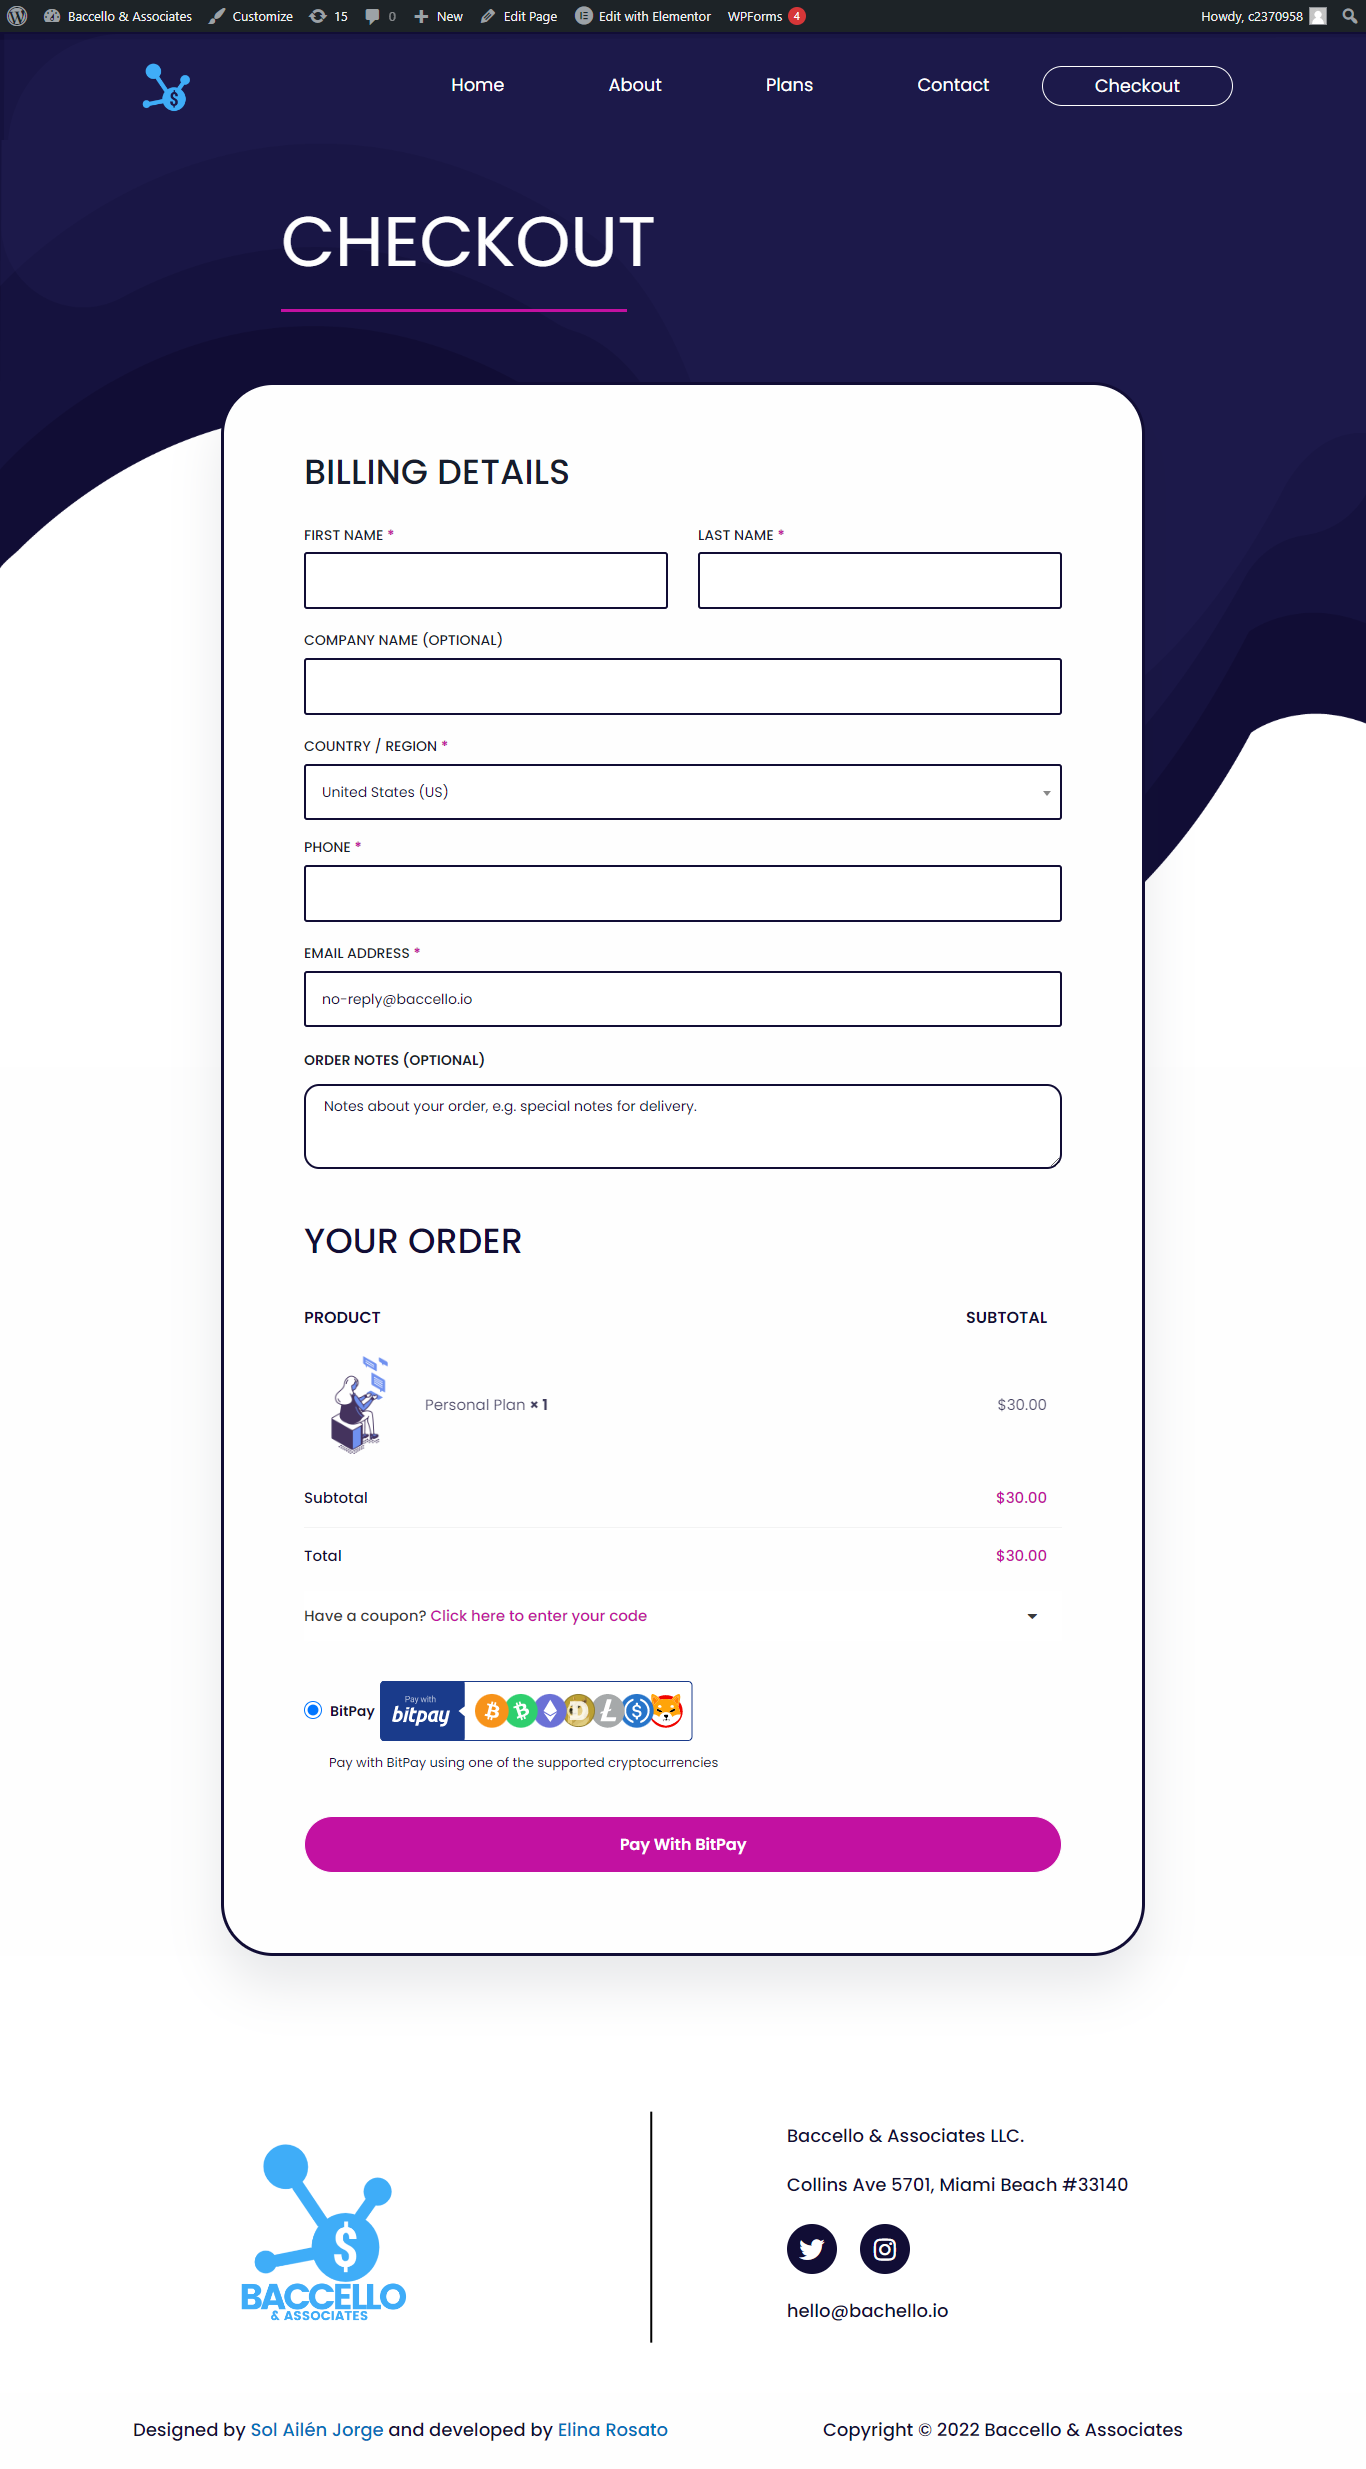 Baccello & Associates Customize 15 0 New Edit Page Edit with Elementor WPForms 4 Howdy, c2370958
Home About Plans Contact Checkout
CHECKOUT
BILLING DETAILS
FIRST NAME * LAST NAME *
COMPANY NAME (OPTIONAL)
COUNTRY / REGION *
United States (US)
PHONE *
EMAIL ADDRESS *
no-reply@baccello.io
ORDER NOTES (OPTIONAL)
Notes about your order, e.g. special notes for delivery.
YOUR ORDER
PRODUCT SUBTOTAL
Personal Plan × 1 $30.00
Subtotal $30.00
Total $30.00
Have a coupon? Click here to enter your code
BitPay Pay with bitpay
Pay with BitPay using one of the supported cryptocurrencies
Pay With BitPay
BACCELLO
& ASSOCIATES
Baccello & Associates LLC.
Collins Ave 5701, Miami Beach #33140
hello@bachello.io
Designed by Sol Ailén Jorge and developed by Elina Rosato
Copyright © 2022 Baccello & Associates